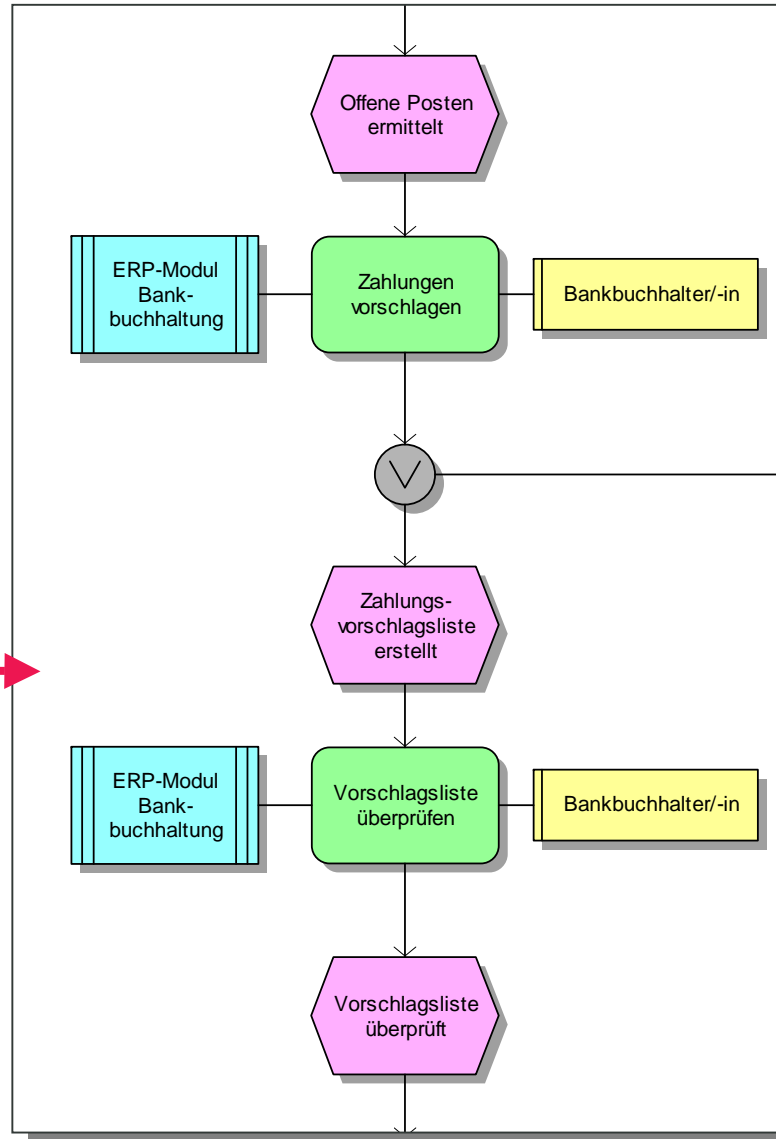 Offene Posten
ermittelt
ERP-Modul
Bank-
buchhaltung
Zahlungen
vorschlagen
Bankbuchhalter/-in
Zahlungs-
vorschlagsliste
erstellt
ERP-Modul
Bank-
buchhaltung
Vorschlagsliste
überprüfen
Bankbuchhalter/-in
Vorschlagsliste
überprüft